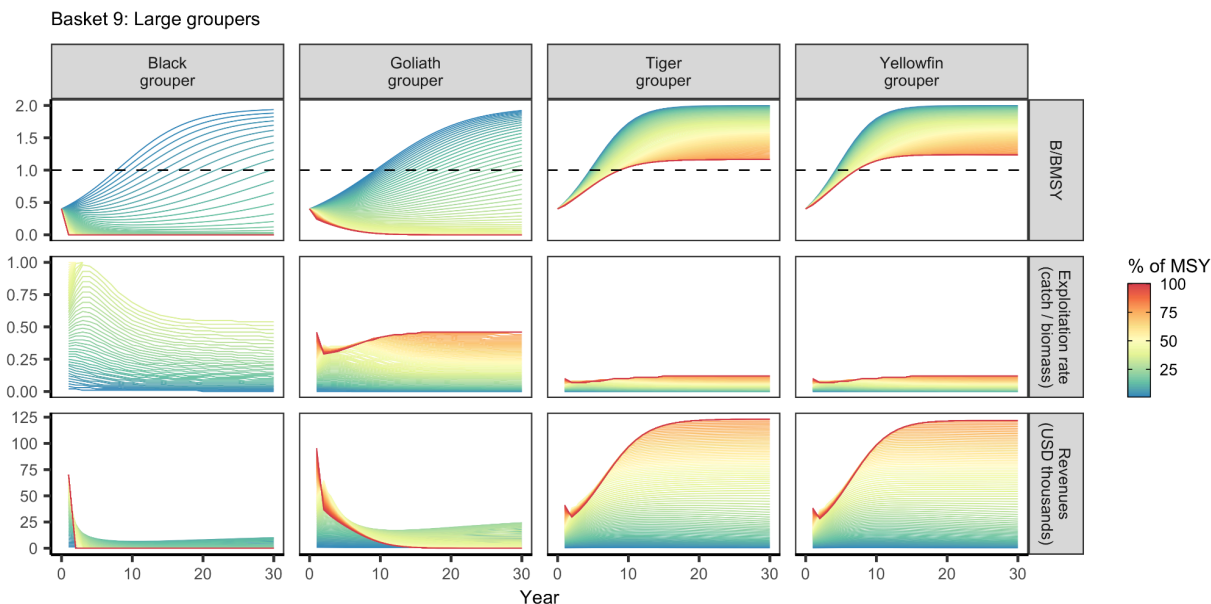 Basket 9: Large groupers
Black
grouper
Goliath
grouper
Tiger
grouper
Yellowfin
grouper
2.0
1.5
1.0
0.5
0.0
B/BMSY
1.00
0.75
0.50
0.25
0.00
Exploitation rate
(catch / biomass)
125
100
75
50
25
0
Revenues
(USD thousands)
0 10 20 30
0 10 20 30
0 10 20 30
0 10 20 30
Year
% of MSY
100
75
50
25